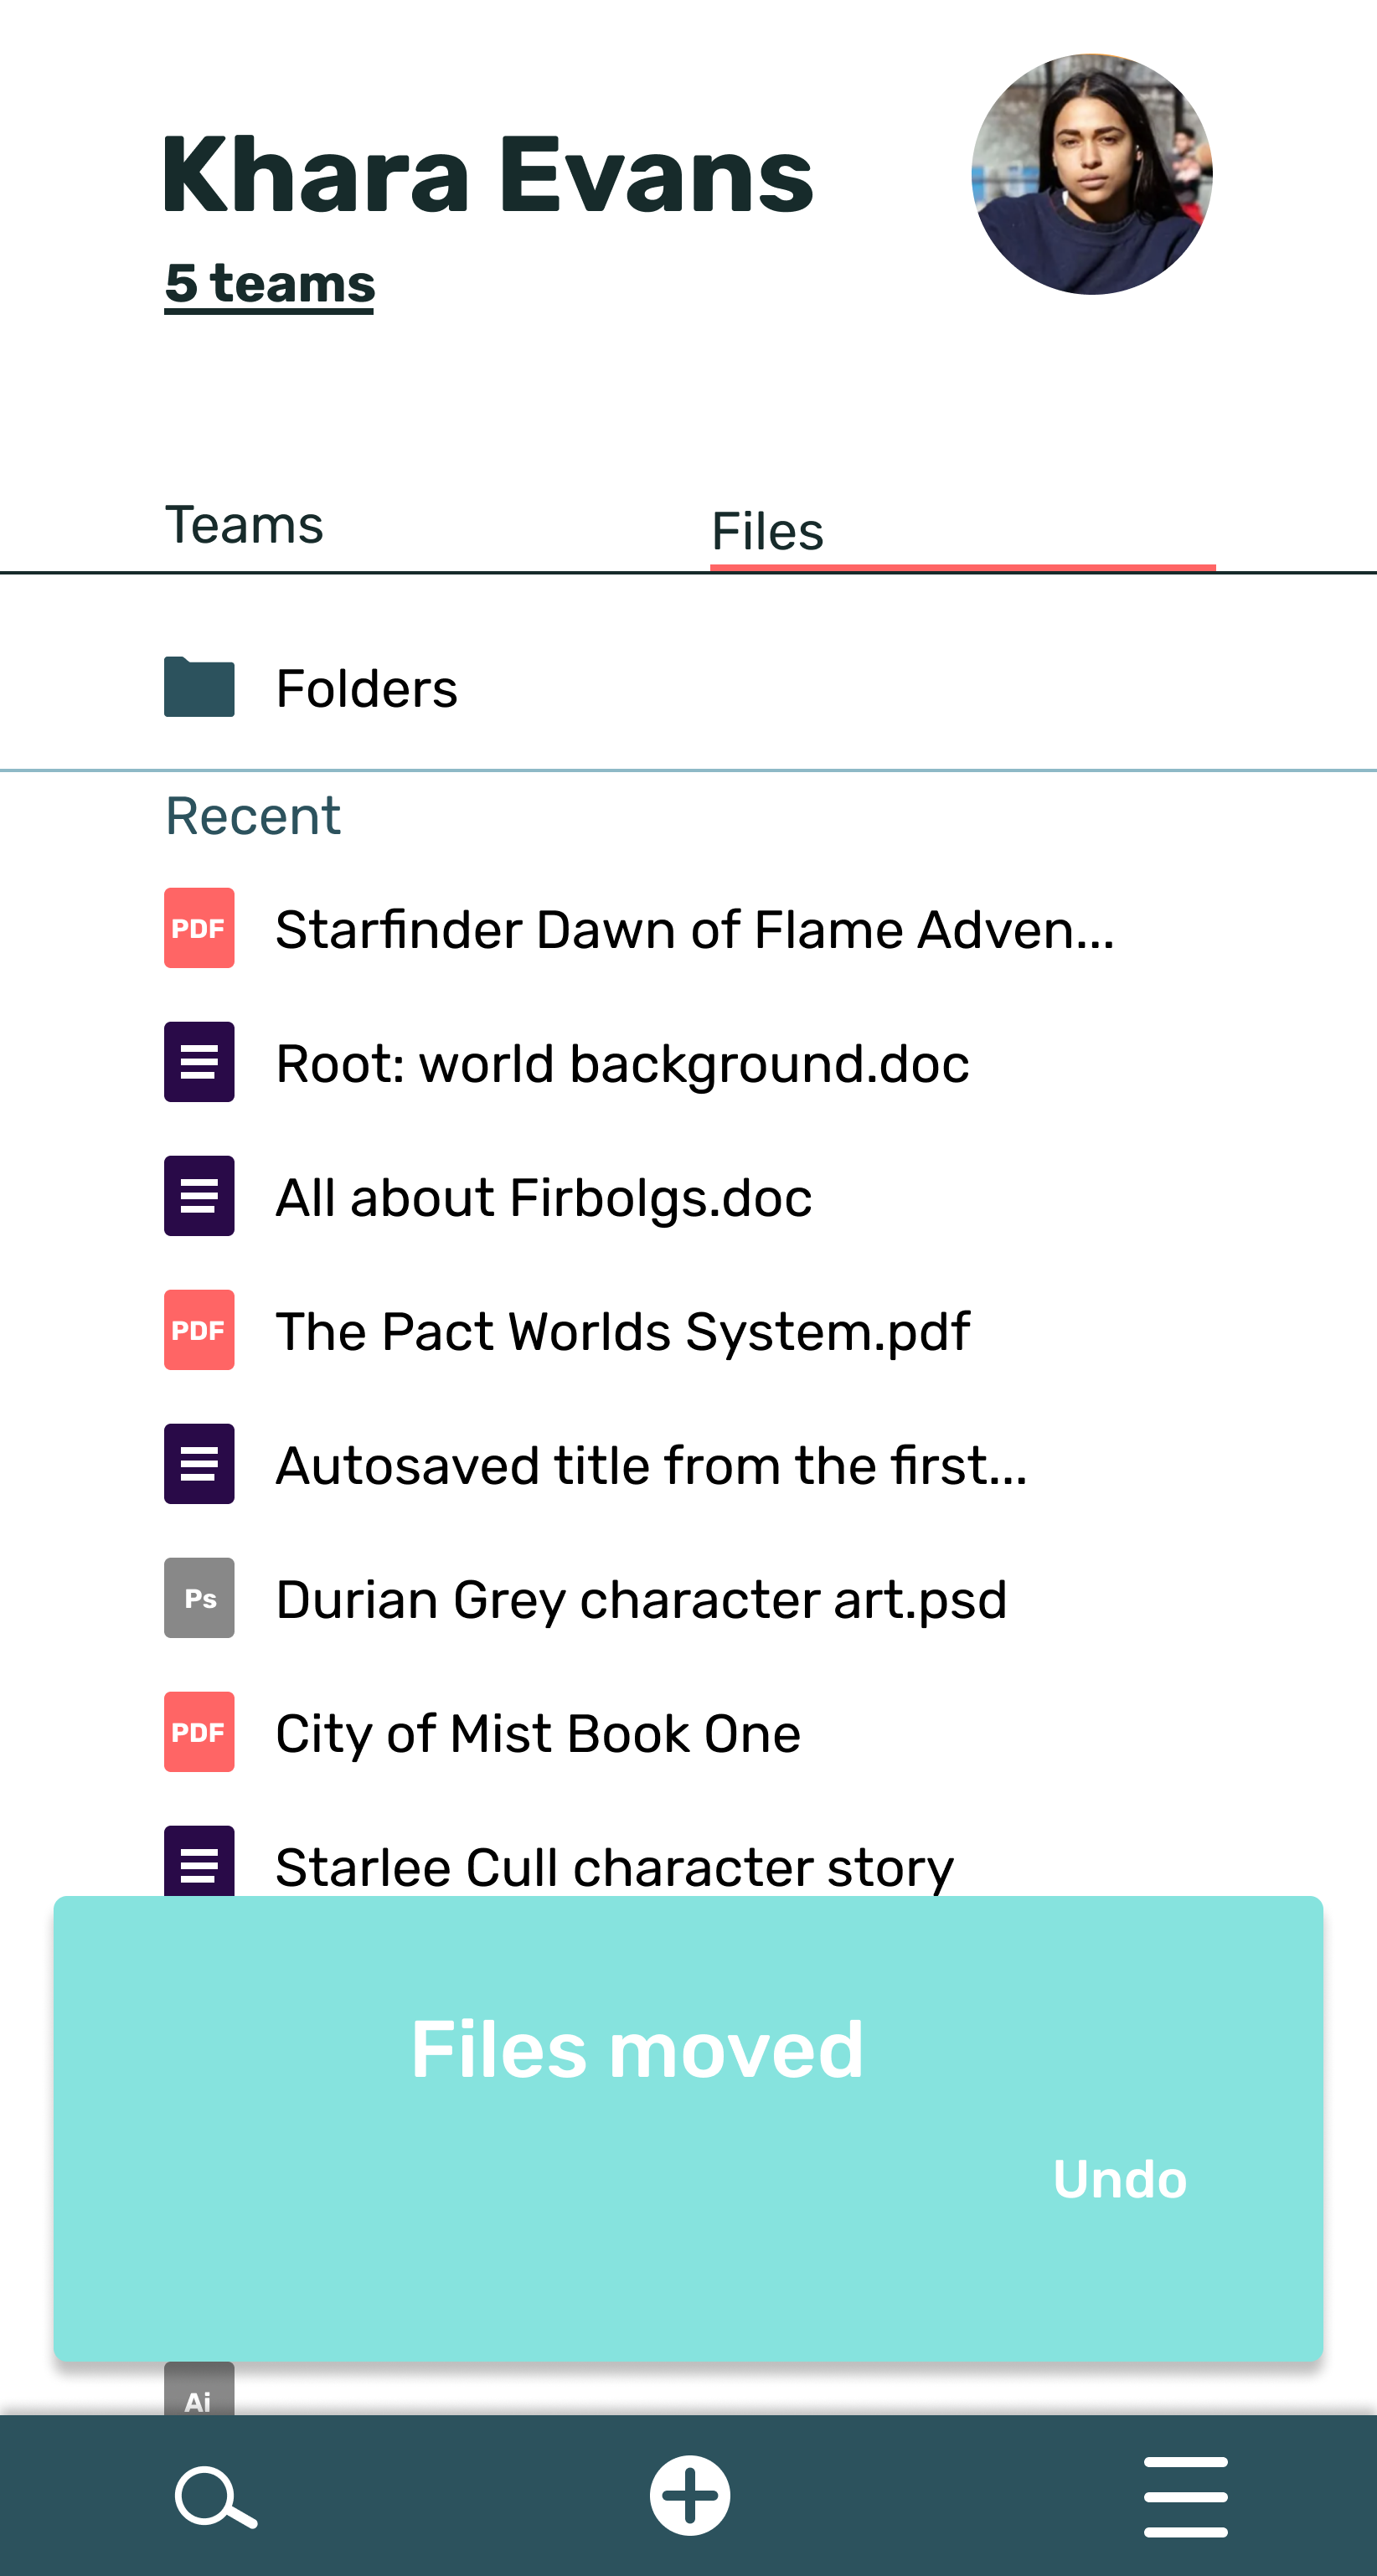 Khara Evans
5 teams
Teams
Files
Folders
Recent
PDF Starfinder Dawn of Flame Adven...
Root: world background.doc
All about Firbolgs.doc
PDF The Pact Worlds System.pdf
Autosaved title from the first...
Ps Durian Grey character art.psd
PDF City of Mist Book One
Starlee Cull character story
Files moved
Undo
Ai